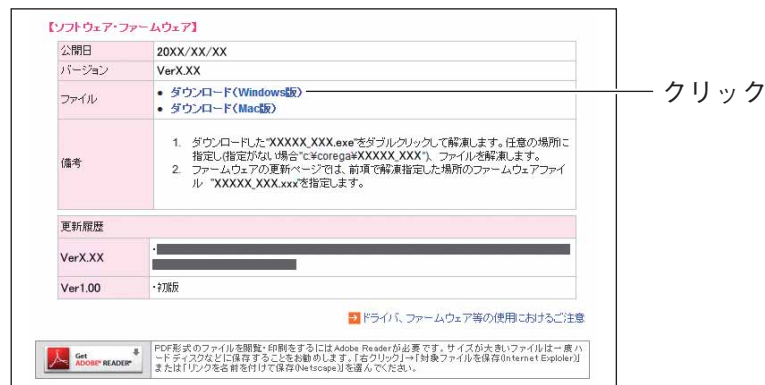 【ソフトウェア・ファームウェア】
公開日 20XX/XX/XX
バージョン VerX.XX
ファイル
• ダウンロード(Windows版)
• ダウンロード(Mac版)
クリック
備考
1. ダウンロードした"XXXXX_XXX.exe"をダブルクリックして解凍します。任意の場所に
指定し(指定がない場合"c:¥corega¥XXXXX_XXX")、ファイルを解凍します。
2. ファームウェアの更新ページでは、前項で解凍指定した場所のファームウェアファイ
ル "XXXXX_XXX.xxx"を指定します。
更新履歴
VerX.XX
Ver1.00 ・初版
ドライバ、ファームウェア等の使用におけるご注意
Get
ADOBE® READER®
PDF形式のファイルを閲覧・印刷をするにはAdobe Readerが必要です。サイズが大きいファイルは一度ハ
ードディスクなどに保存することをお勧めします。「右クリック」→「対象ファイルを保存(Internet Exploler)」
または「リンクを名前を付けて保存(Netscape)」を選んでください。